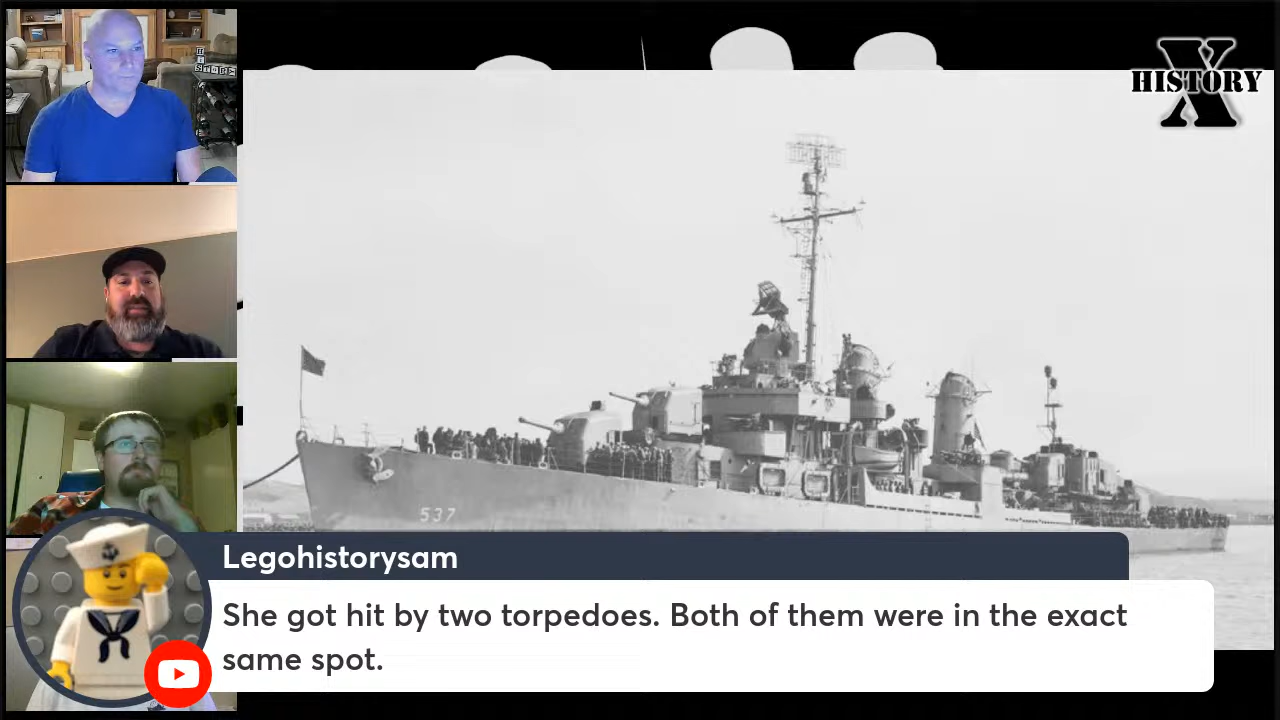 HISTORY
X
537
Legohistorysam
She got hit by two torpedoes. Both of them were in the exact
same spot.